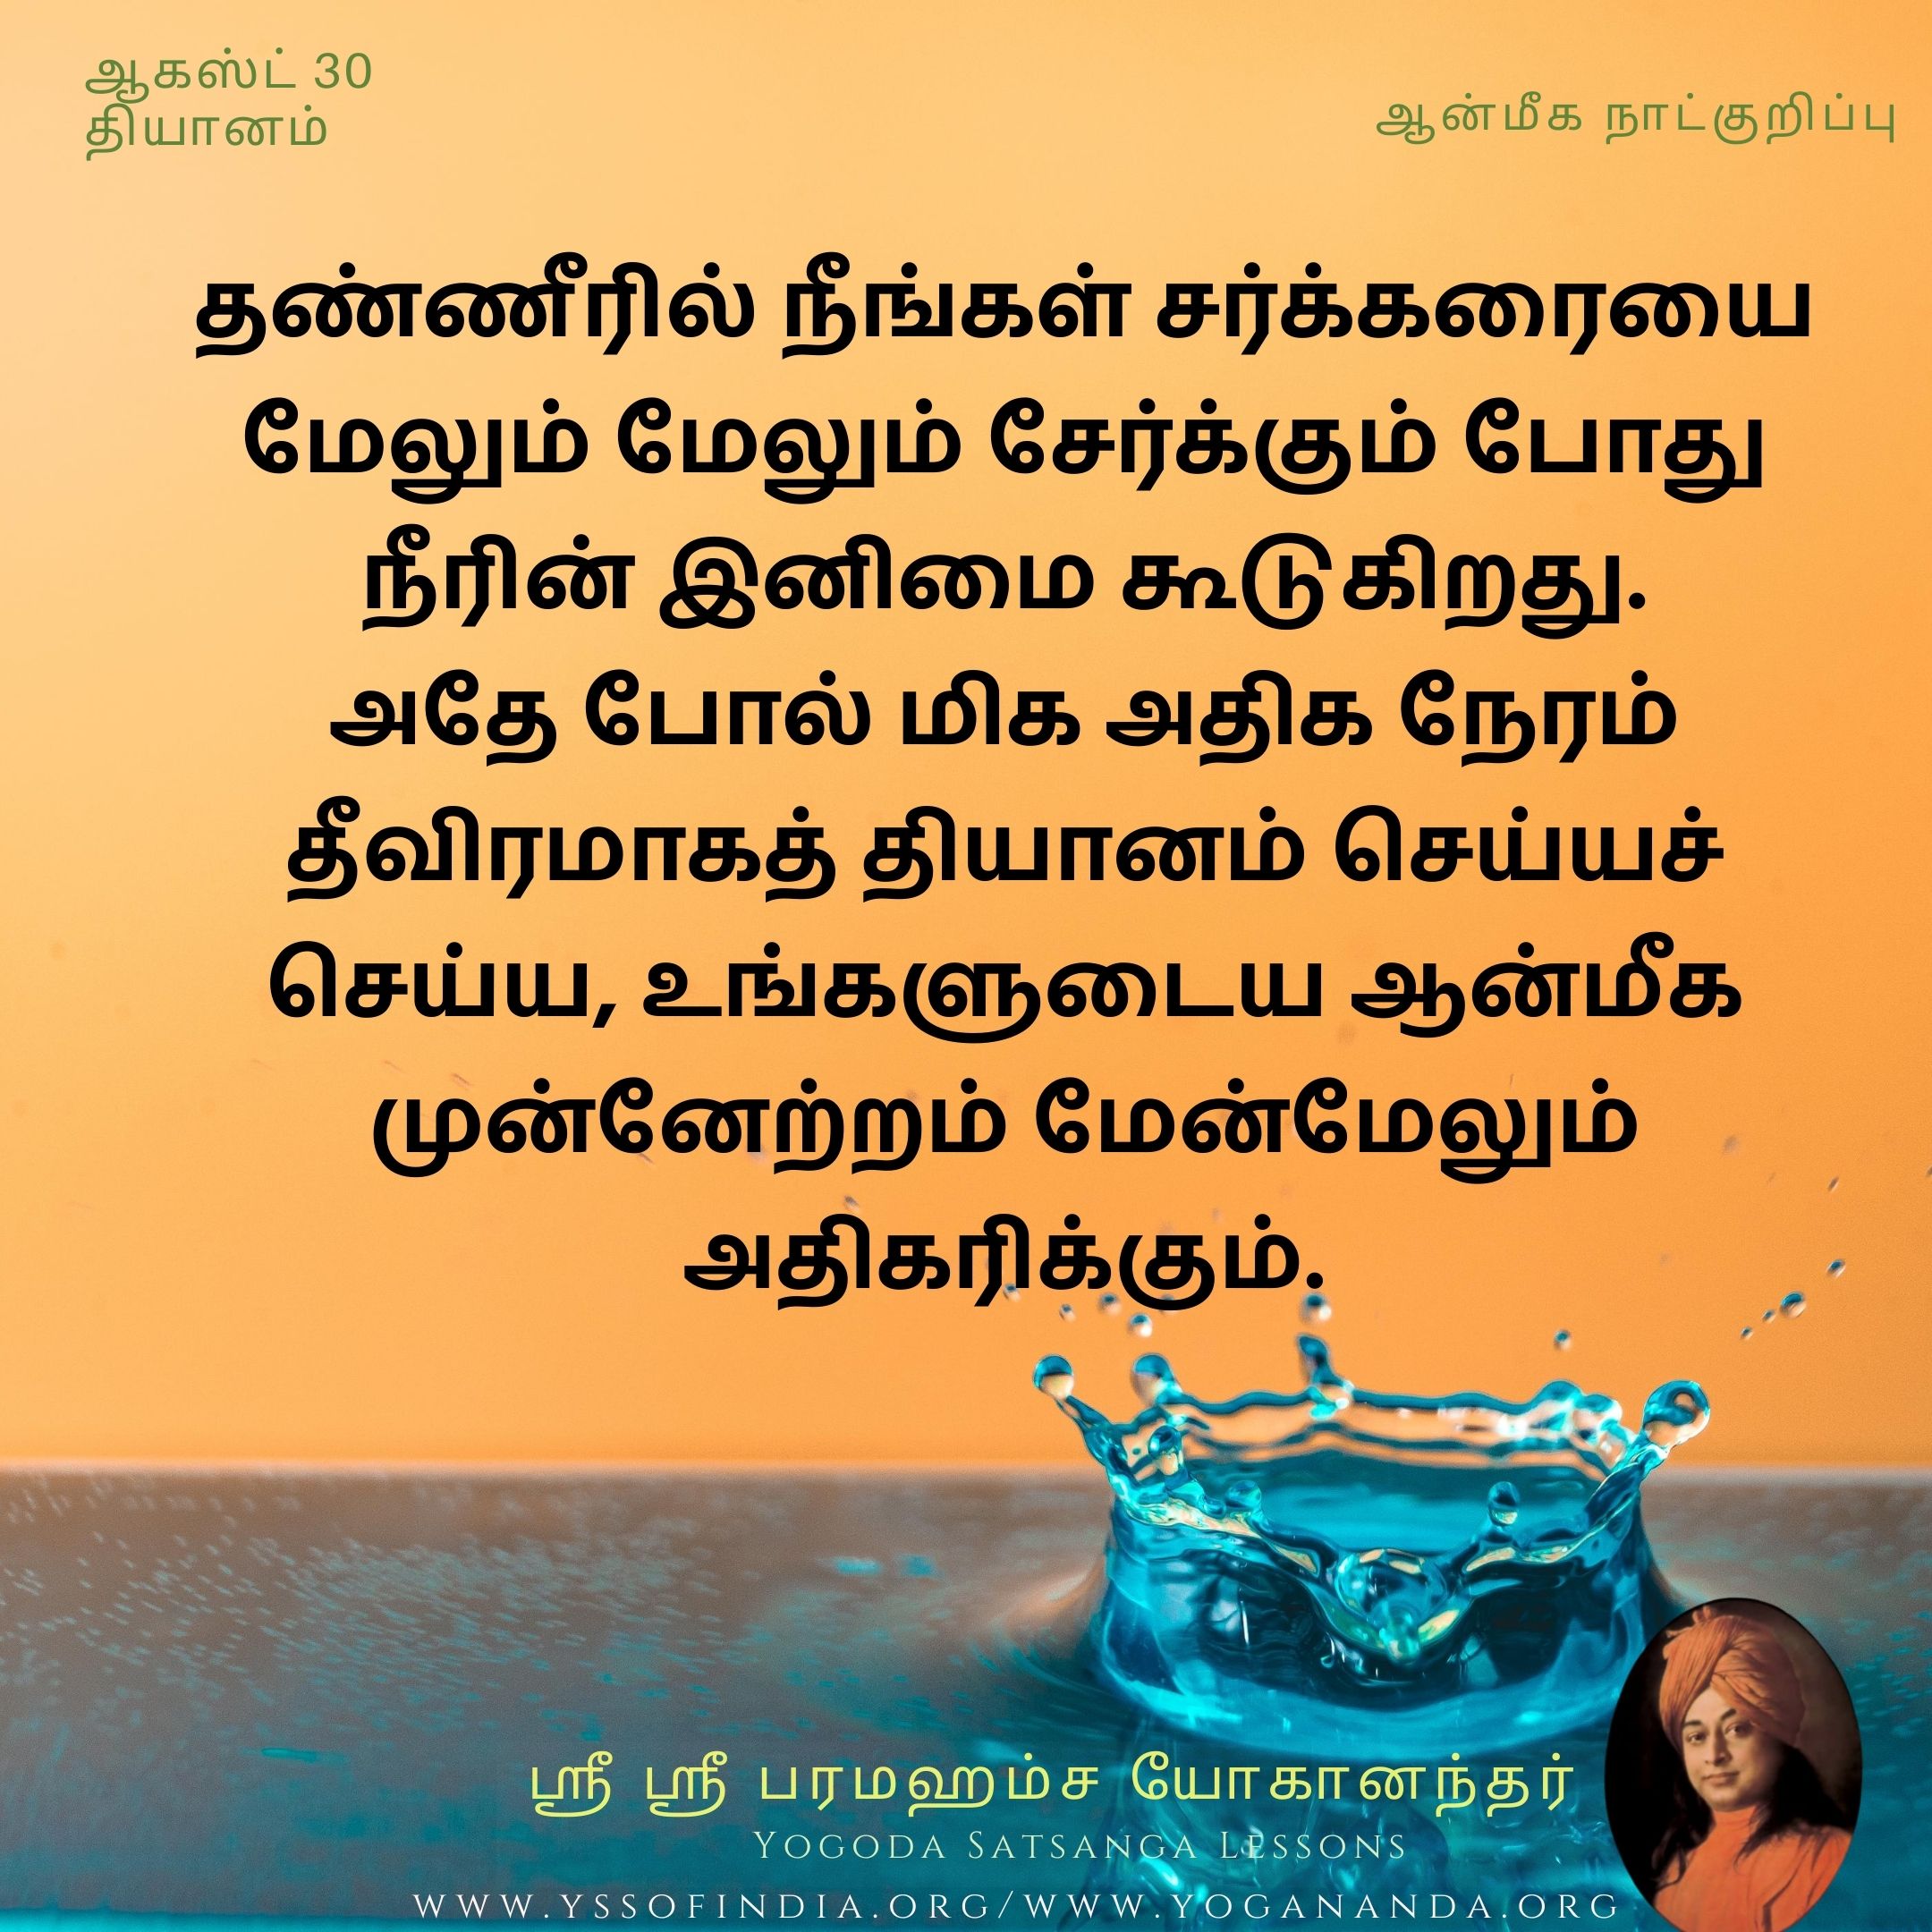 ஆகஸ்ட் 30
தியானம்
ஆன்மீக நாட்குறிப்பு
தண்ணீரில் நீங்கள் சர்க்கரையை
மேலும் மேலும் சேர்க்கும் போது
நீரின் இனிமை கூடுகிறது.
அதே போல் மிக அதிக நேரம்
தீவிரமாகத் தியானம் செய்யச்
செய்ய, உங்களுடைய ஆன்மீக
முன்னேற்றம் மேன்மேலும்
அதிகரிக்கும்.
ஸ்ரீ ஸ்ரீ பரமஹம்ச யோகானந்தர்
Yogoda Satsanga Lessons
www.yssofindia.org/www.yogananda.org